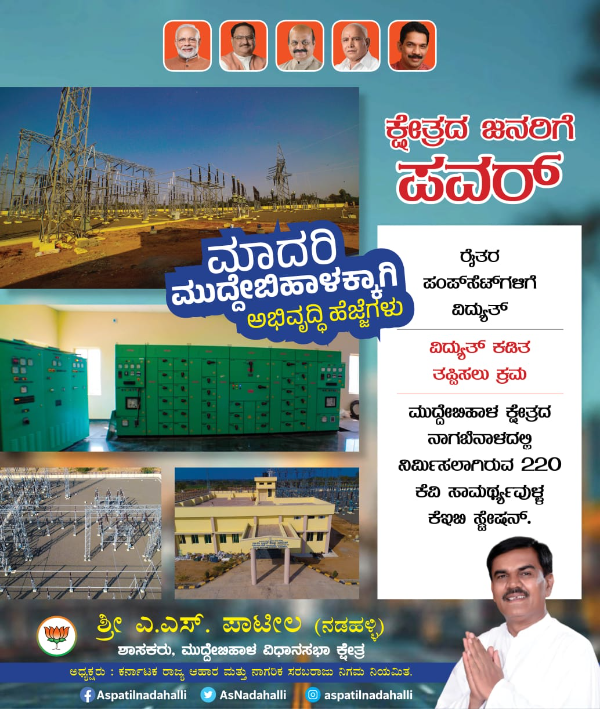 ಕ್ಷೇತ್ರದ ಜನರಿಗೆ
ಪವರ್
ಮಾದರಿ
ಮುದ್ದೇಬಿಹಾಳಕ್ಕಾಗಿ
ಅಭಿವೃದ್ಧಿ ಹೆಜ್ಜೆಗಳು
ರೈತರ
ಪಂಪ್‌ಸೆಟ್‌ಗಳಿಗೆ
ವಿದ್ಯುತ್
ವಿದ್ಯುತ್ ಕಡಿತ
ತಪ್ಪಿಸಲು ಕ್ರಮ
ಮುದ್ದೇಬಿಹಾಳ ಕ್ಷೇತ್ರದ
ನಾಗಬೆನಾಳದಲ್ಲಿ
ನಿರ್ಮಿಸಲಾಗಿರುವ 220
ಕೆವಿ ಸಾಮರ್ಥ್ಯವುಳ್ಳ
ಕೆಇಬಿ ಸ್ಟೇಷನ್.
ಶ್ರೀ ಎ.ಎಸ್. ಪಾಟೀಲ (ನಡಹಳ್ಳಿ)
ಶಾಸಕರು, ಮುದ್ದೇಬಿಹಾಳ ವಿಧಾನಸಭಾ ಕ್ಷೇತ್ರ
ಅಧ್ಯಕ್ಷರು : ಕರ್ನಾಟಕ ರಾಜ್ಯ ಆಹಾರ ಮತ್ತು ನಾಗರಿಕ ಸರಬರಾಜು ನಿಗಮ ನಿಯಮಿತ.
Aspatilnadahalli AsNadahalli aspatilnadahalli